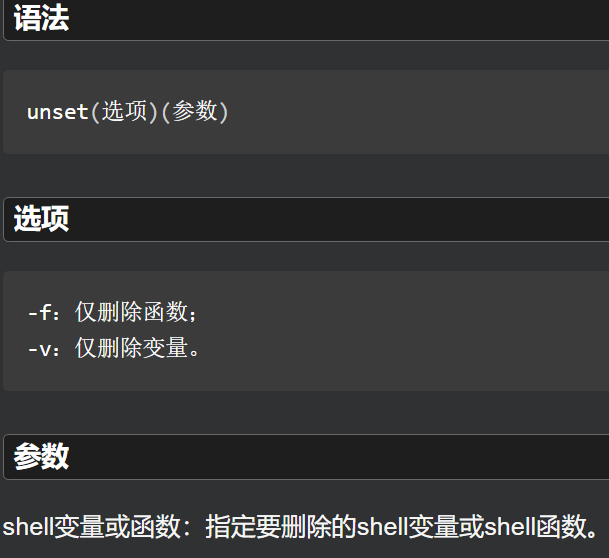 语法
unset(选项)(参数)
选项
-f：仅删除函数；
-v：仅删除变量。
参数
shell变量或函数：指定要删除的shell变量或shell函数。